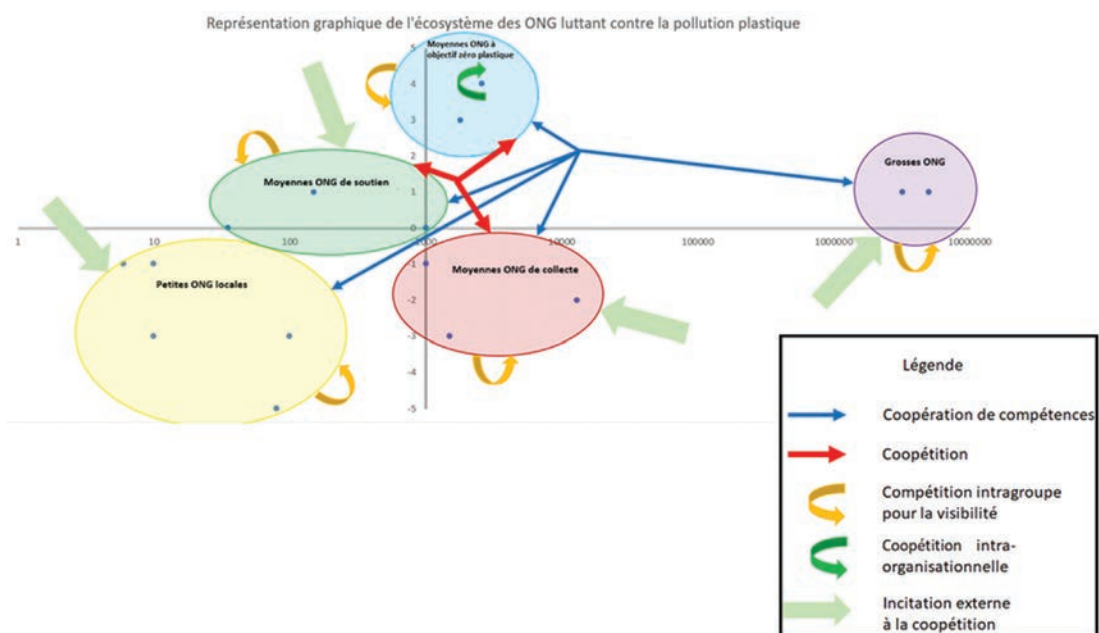 Représentation graphique de l'écosystème des ONG luttant contre la pollution plastique
Moyennes ONG à
objectif zéro plastique
5
4
3
2
1
0
-1
-2
-3
-4
-5
1
10
100
1000
10000
100000
1000000
10000000
Grosses ONG
Moyennes ONG de soutien
Petites ONG locales
Moyennes ONG de collecte
Légende
Coopération de compétences
Coopétition
Compétition intragroupe
pour la visibilité
Coopétition intra-
organisationnelle
Incitation externe
à la coopétition